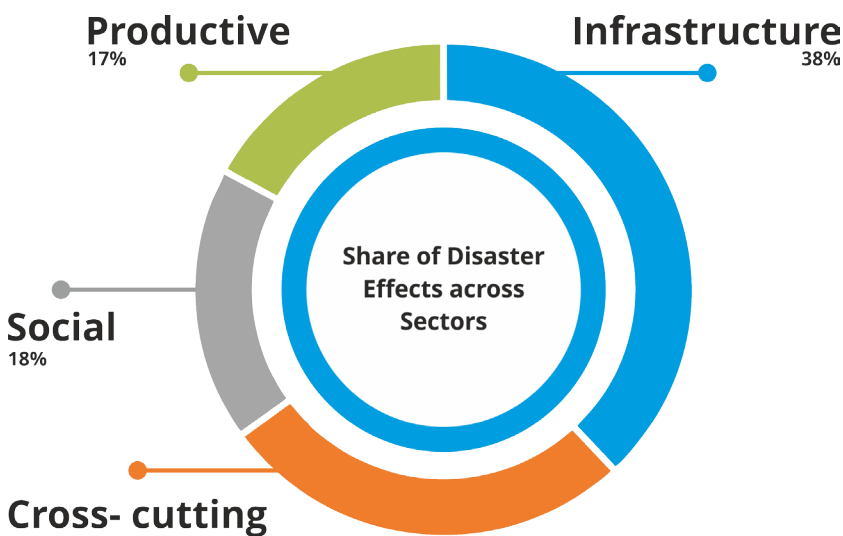 Productive
17%
Infrastructure
38%
Share of Disaster
Effects across
Sectors
Social
18%
Cross- cutting